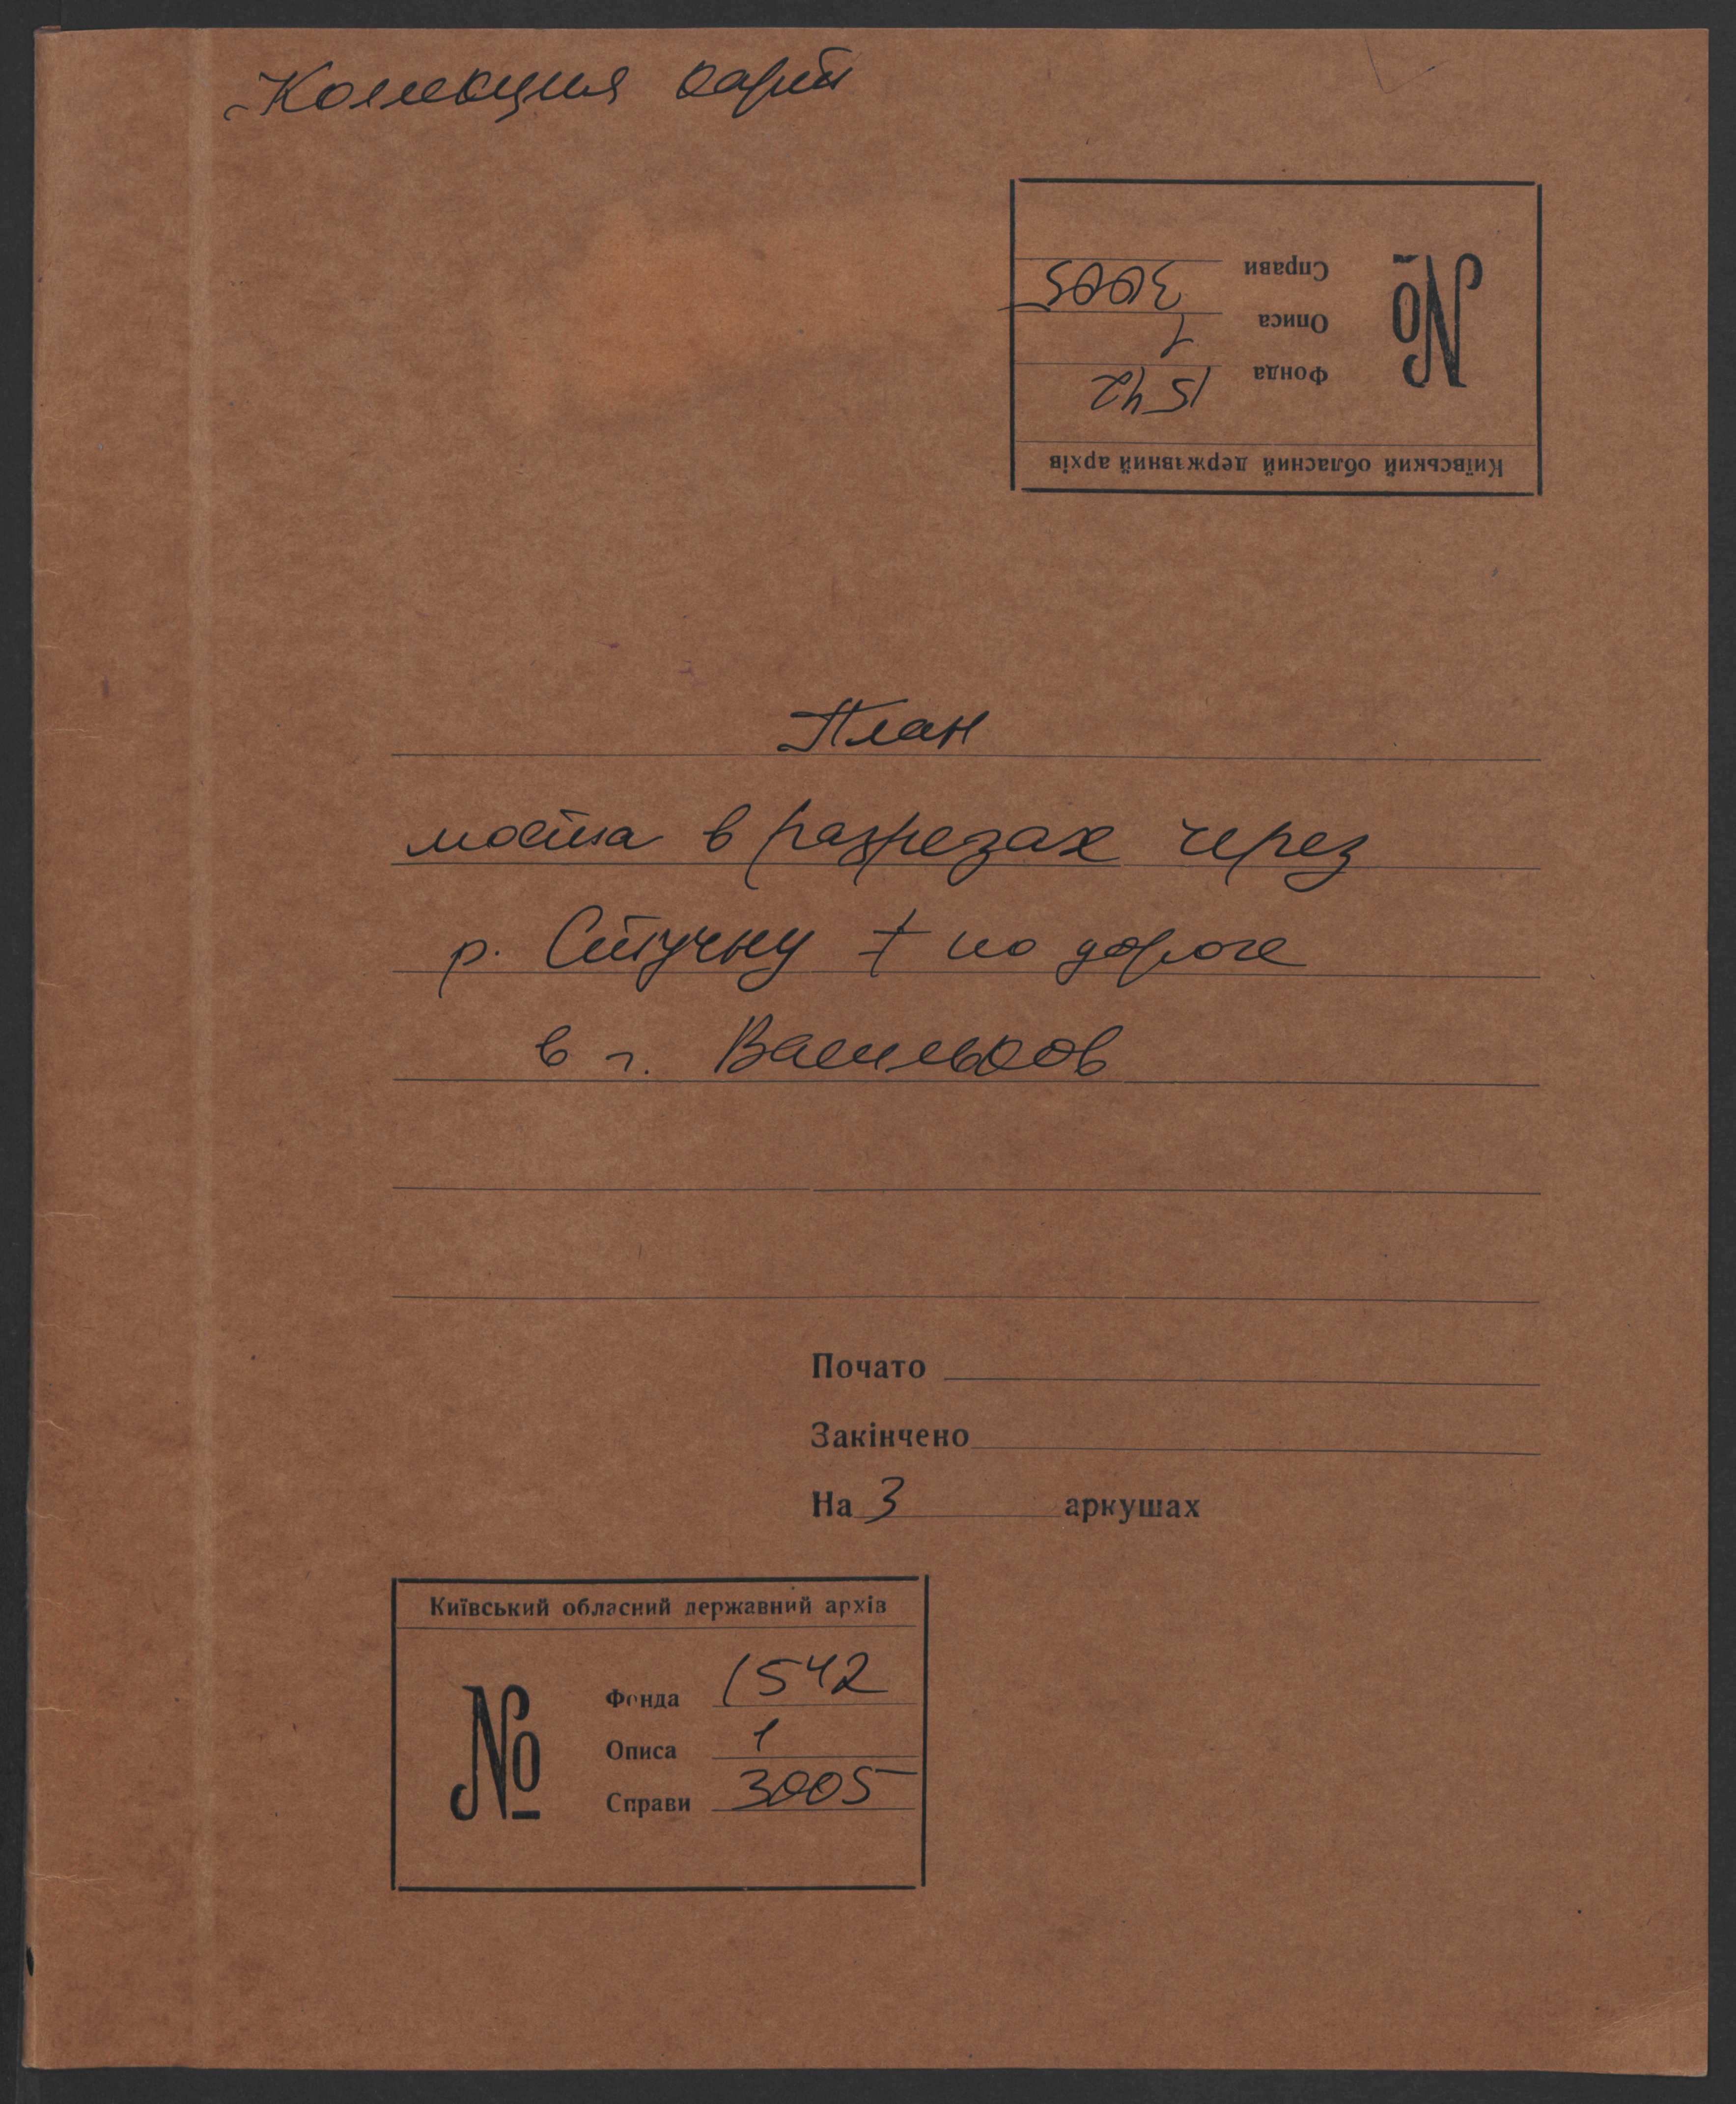 Коллекция карт
Справи 3005
Описа 1
Фонда 1542
№
Київський обласний державний архів
План
моста в разрезах через
р. Стучну + по дороге
в г. Васильков
Почато
Закінчено
На 3 аркушах
Київський обласний державний архів
№
Фонда 1542
Описа 1
Справи 3005